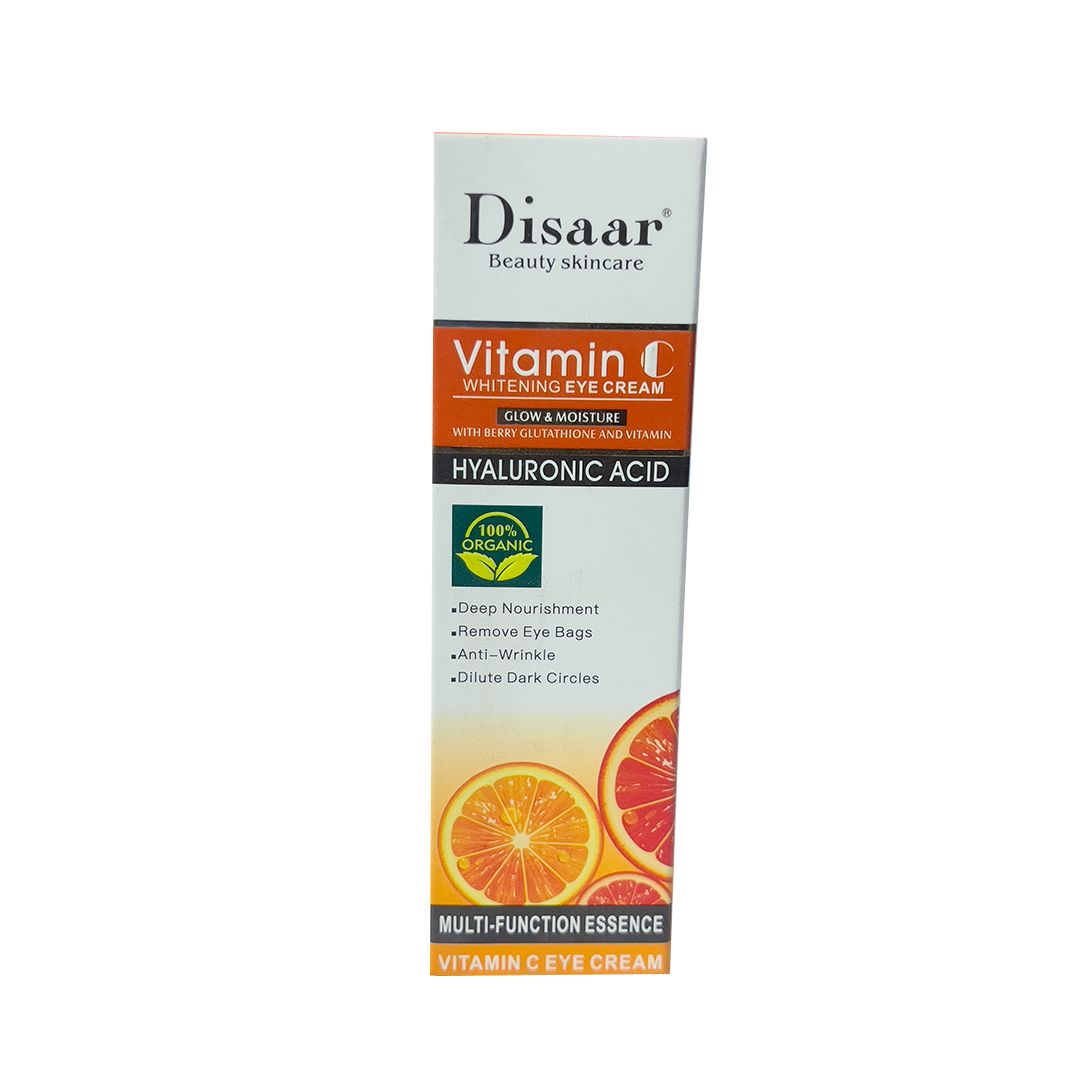 Disaar®
Beauty skincare
Vitamin C
WHITENING EYE CREAM
GLOW & MOISTURE
WITH BERRY GLUTATHIONE AND VITAMIN
HYALURONIC ACID
100%
ORGANIC
▪Deep Nourishment
▪Remove Eye Bags
▪Anti-Wrinkle
▪Dilute Dark Circles
MULTI-FUNCTION ESSENCE
VITAMIN C EYE CREAM